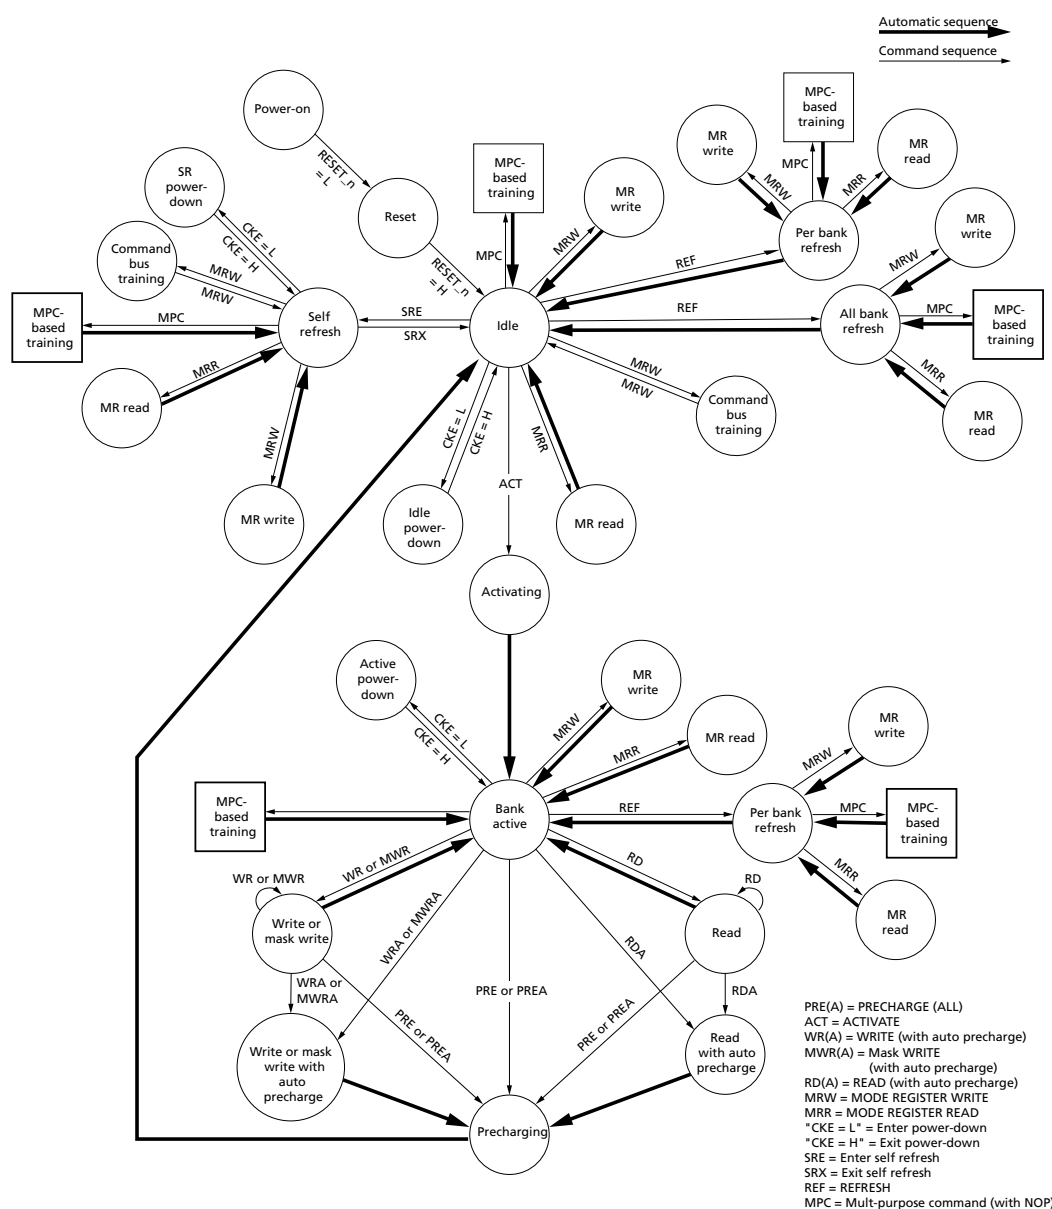 Automatic sequence
Command sequence
Power-on
RESET_n
= L
Reset
RESET_n
= H
SR
power-
down
CKE = L
CKE = H
Command
bus
training
MRW
MRW
MPC-
based
training
MPC
Self
refresh
MRR
MR read
MRW
MR write
SRE
SRX
MPC-
based
training
MPC
MR
write
MRW
Idle
REF
MR
write
MRW
MPC-
based
training
MPC
MR
read
MRR
Per bank
refresh
REF
All bank
refresh
MR
write
MRW
MPC
MPC-
based
training
MRR
MR
read
MRW
MRW
Command
bus
training
CKE = L
CKE = H
Idle
power-
down
ACT
MRR
MR read
Activating
Active
power-
down
CKE = L
CKE = H
MR
write
MRW
MR read
MRR
MPC-
based
training
Bank
active
REF
Per bank
refresh
MR
write
MRW
MPC
MPC-
based
training
MRR
MR
read
WR or MWR
WR or MWR
Write or
mask write
WRA or MWRA
RD
RD
Read
RDA
WRA or
MWRA
PRE or PREA
PRE or PREA
PRE or PREA
RDA
Write or mask
write with
auto
precharge
Read
with auto
precharge
Precharging
PRE(A) = PRECHARGE (ALL)
ACT = ACTIVATE
WR(A) = WRITE (with auto precharge)
MWR(A) = Mask WRITE
(with auto precharge)
RD(A) = READ (with auto precharge)
MRW = MODE REGISTER WRITE
MRR = MODE REGISTER READ
"CKE = L" = Enter power-down
"CKE = H" = Exit power-down
SRE = Enter self refresh
SRX = Exit self refresh
REF = REFRESH
MPC = Mult-purpose command (with NOP)